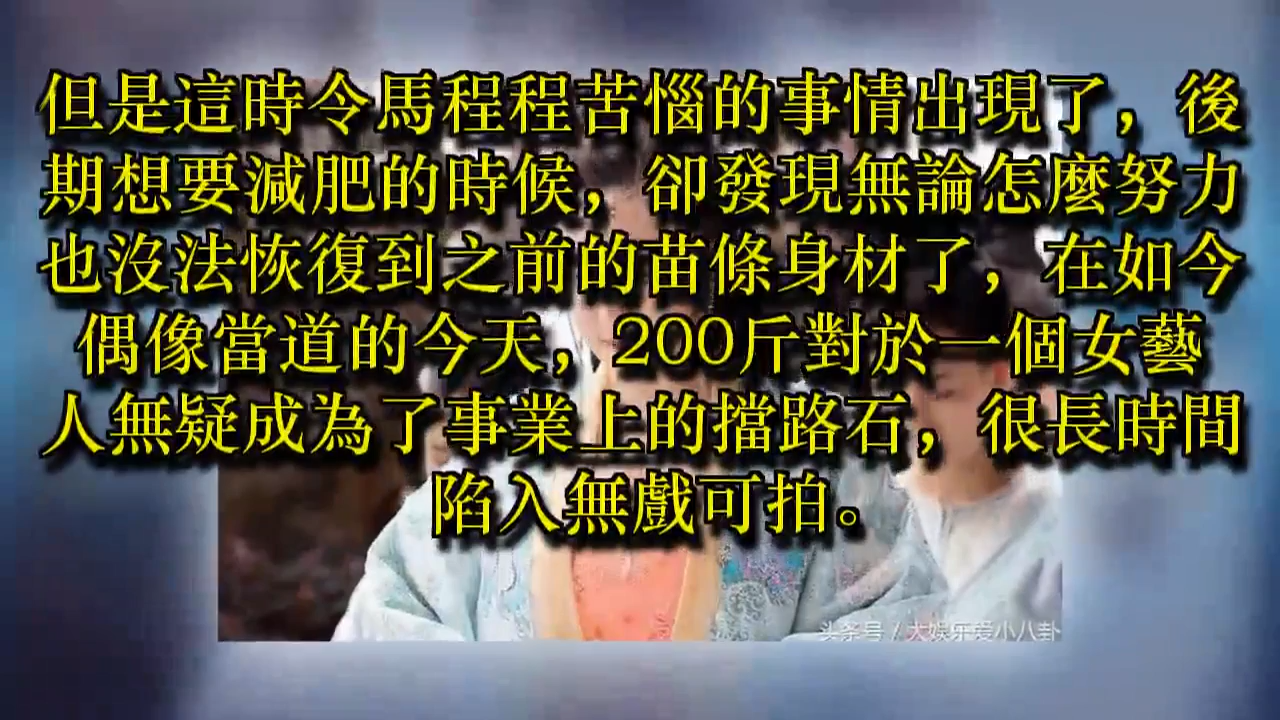 但是這時令馬程程苦惱的事情出現了，後
期想要減肥的時候，卻發現無論怎麼努力
也沒法恢復到之前的苗條身材了，在如今
偶像當道的今天，200斤對於一個女藝
人無疑成為了事業上的擋路石，很長時間
陷入無戲可拍。
头条号 / 大娱乐爱小八卦